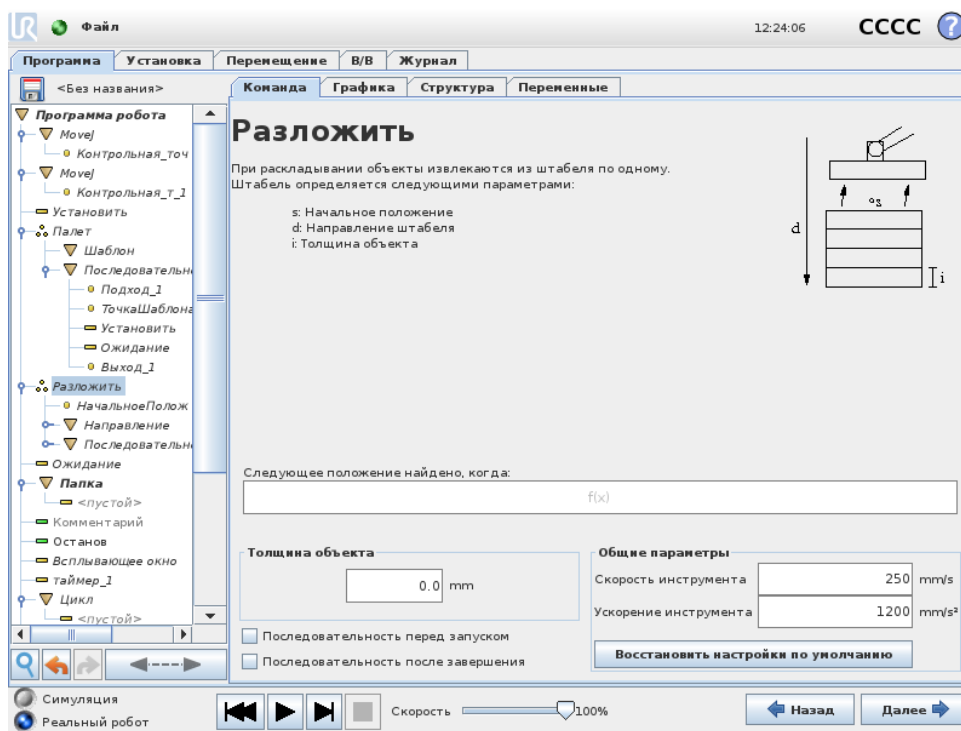 UR Файл 12:24:06 CCCC ?
Программа Установка Перемещение В/В Журнал
<Без названия>
Команда Графика Структура Переменные
Программа робота
MoveJ
Контрольная_точ
MoveJ
Контрольная_т_1
Установить
Палет
Шаблон
Последовательн
Подход_1
ТочкаШаблона
Установить
Ожидание
Выход_1
Разложить
НачальноеПолож
Направление
Последовательн
Ожидание
Папка
<пустой>
Комментарий
Останов
Всплывающее окно
таймер_1
Цикл
<пустой>
Разложить
При раскладывании объекты извлекаются из штабеля по одному.
Штабель определяется следующими параметрами:
s: Начальное положение
d: Направление штабеля
i: Толщина объекта
s
d
i
Следующее положение найдено, когда:
f(x)
Толщина объекта
0.0 mm
Последовательность перед запуском
Последовательность после завершения
Общие параметры
Скорость инструмента 250 mm/s
Ускорение инструмента 1200 mm/s²
Восстановить настройки по умолчанию
Симуляция
Реальный робот
Скорость 100%
Назад Далее